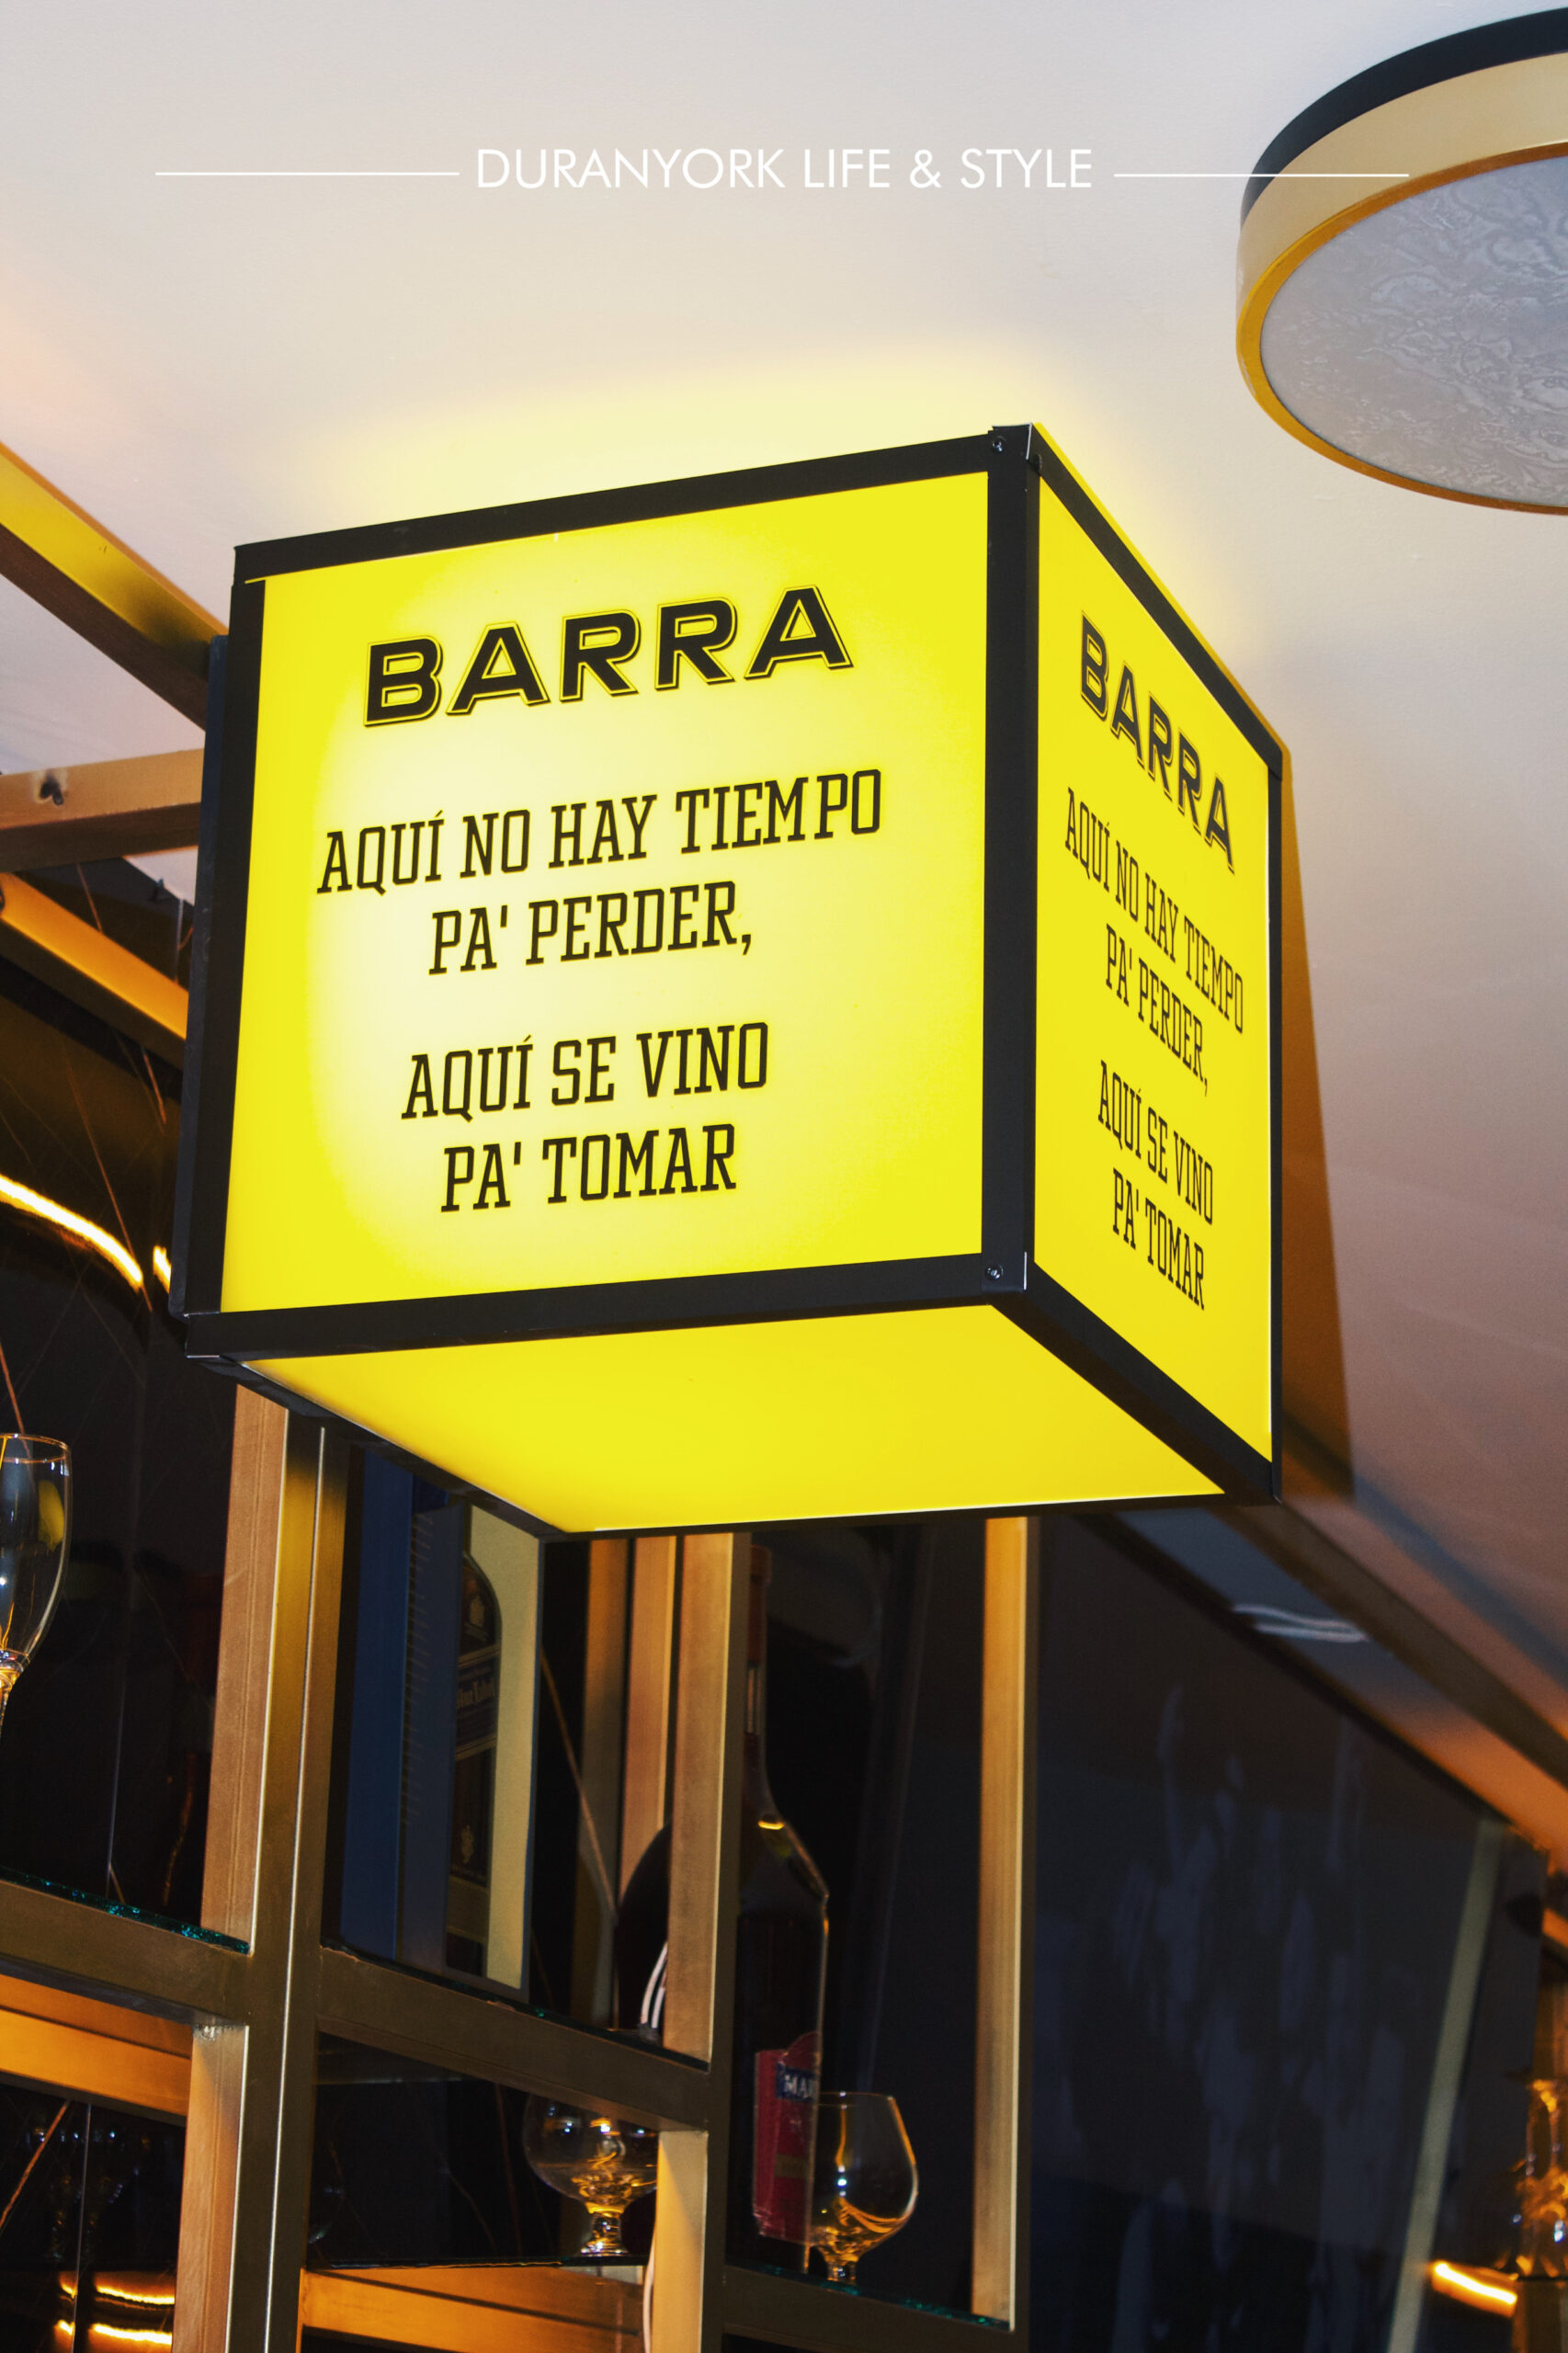 DURANYORK LIFE & STYLE
BARRA
AQUÍ NO HAY TIEMPO
PA' PERDER,
AQUÍ SE VINO
PA' TOMAR
BARRA
AQUÍ NO HAY TIEMPO
PA' PERDER,
AQUÍ SE VINO
PA' TOMAR